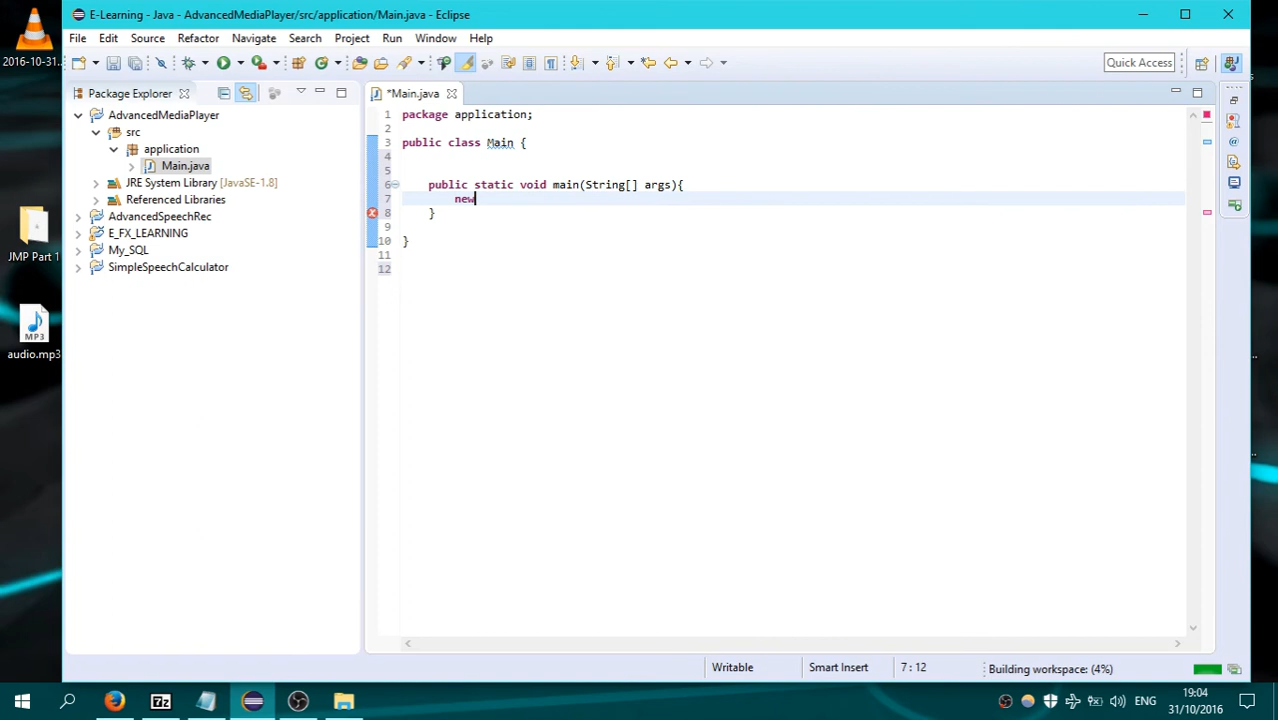 2016-10-31...
JMP Part 1
MP3
audio.mp3
E-Learning - Java - AdvancedMediaPlayer/src/application/Main.java - Eclipse
File Edit Source Refactor Navigate Search Project Run Window Help
Quick Access
Package Explorer
AdvancedMediaPlayer
src
application
Main.java
JRE System Library [JavaSE-1.8]
Referenced Libraries
AdvancedSpeechRec
E_FX_LEARNING
My_SQL
SimpleSpeechCalculator
*Main.java
1 package application;
2
3 public class Main {
4
5
6 public static void main(String[] args){
7 new
8 }
9
10 }
11
12
Writable Smart Insert 7 : 12 Building workspace: (4%)
7z
ENG
19:04
31/10/2016